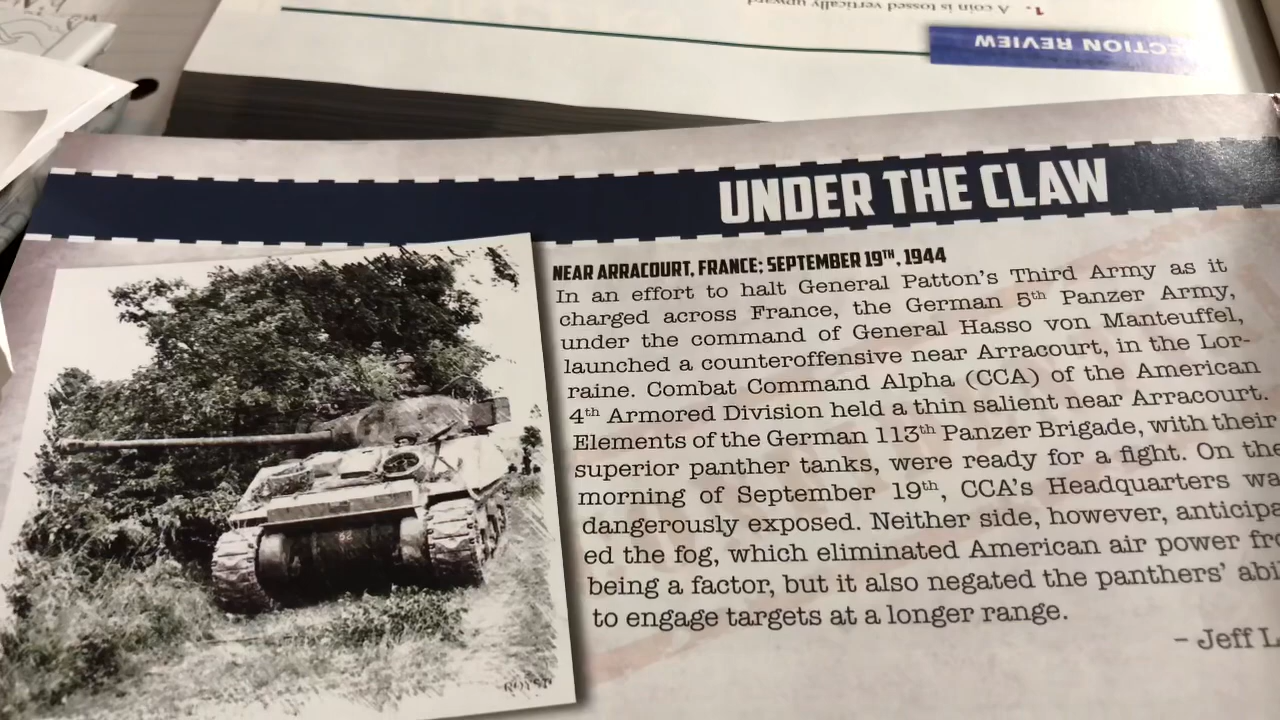 1. A coin is tossed vertically upward
ECTION REVIEW
UNDER THE CLAW
NEAR ARRACOURT, FRANCE; SEPTEMBER 19TH, 1944
In an effort to halt General Patton's Third Army as it
charged across France, the German 5th Panzer Army,
under the command of General Hasso von Manteuffel,
launched a counteroffensive near Arracourt, in the Lor-
raine. Combat Command Alpha (CCA) of the American
4th Armored Division held a thin salient near Arracourt.
Elements of the German 113th Panzer Brigade, with their
superior panther tanks, were ready for a fight. On the
morning of September 19th, CCA's Headquarters wa
dangerously exposed. Neither side, however, anticipa
ed the fog, which eliminated American air power fro
being a factor, but it also negated the panthers' abil
to engage targets at a longer range.
– Jeff L
62